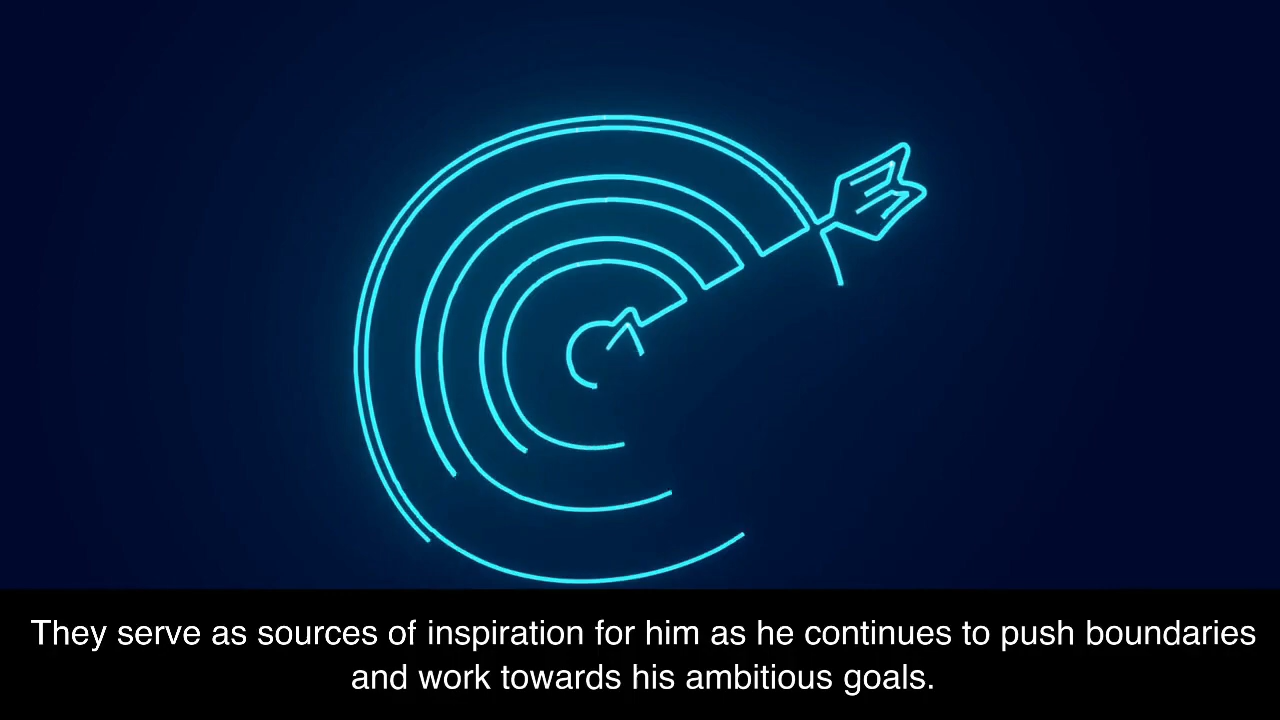 They serve as sources of inspiration for him as he continues to push boundaries
and work towards his ambitious goals.